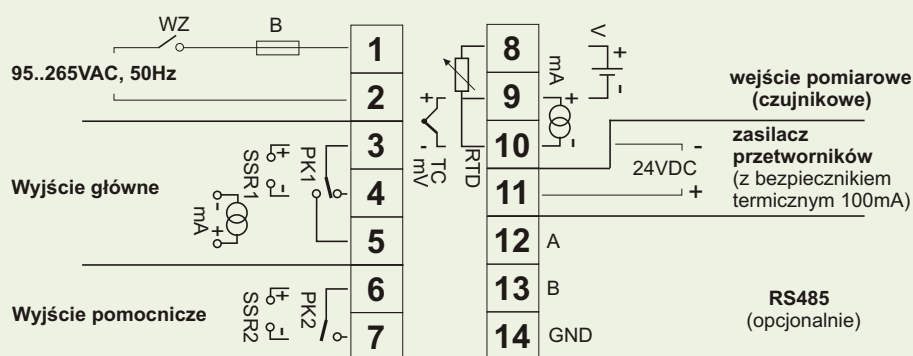 WZ
B
95..265VAC, 50Hz
1
2
Wyjście główne
SSR1
+
-
PK1
mA
-
+
3
4
5
Wyjście pomocnicze
SSR2
+
-
PK2
6
7
8
9
10
11
12
13
14
+
-
TC
mV
RTD
mA
+
-
V
+
-
wejście pomiarowe
(czujnikowe)
24VDC
-
+
zasilacz
przetworników
(z bezpiecznikiem
termicznym 100mA)
A
B
GND
RS485
(opcjonalnie)